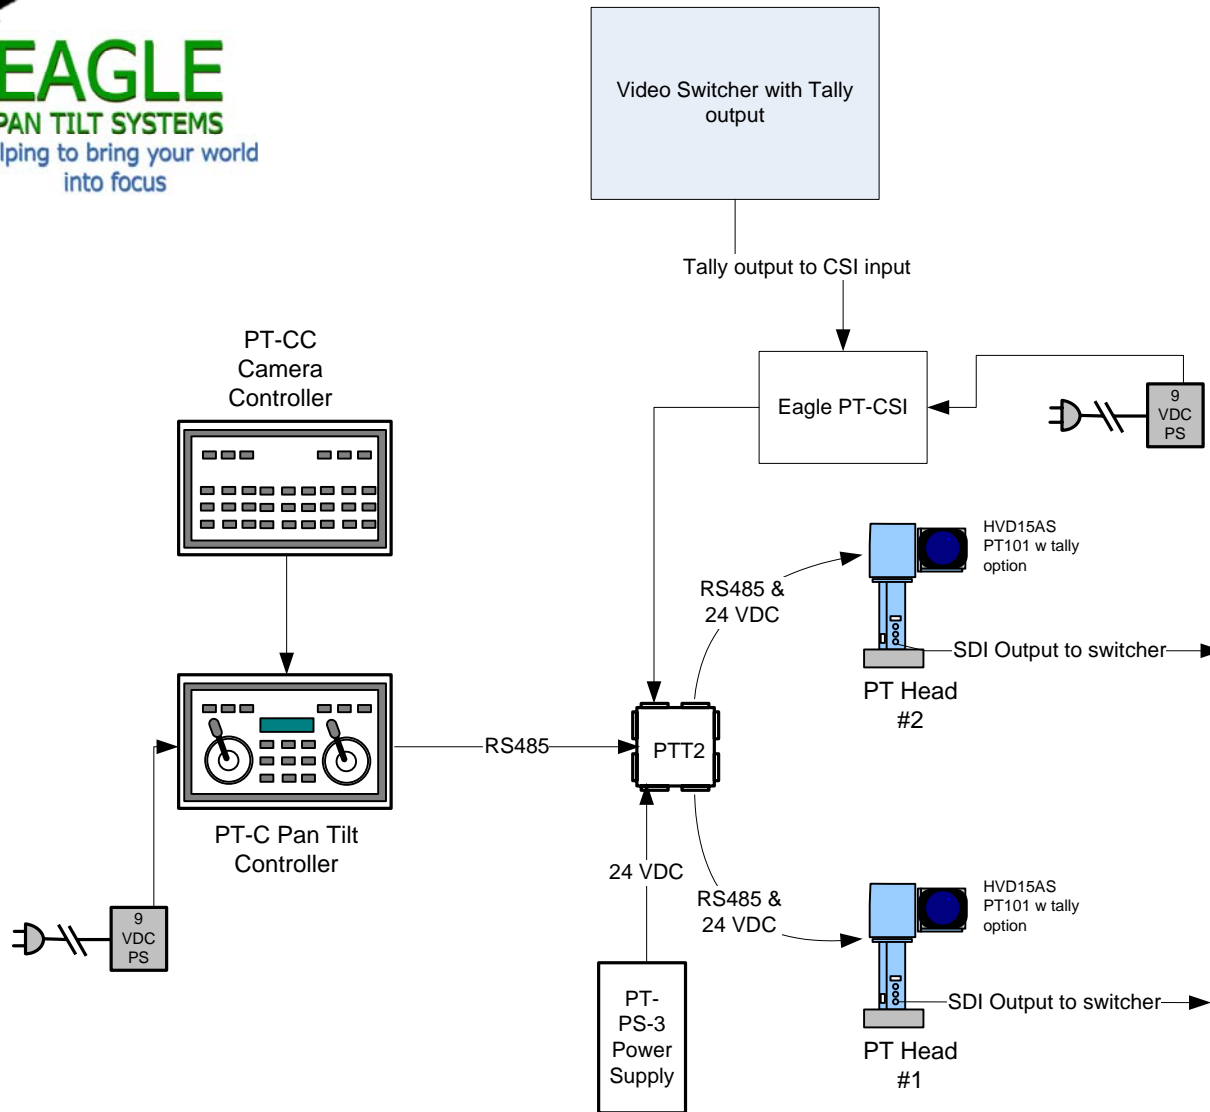 EAGLE
PAN TILT SYSTEMS
lping to bring your world
into focus
Video Switcher with Tally
output
Tally output to CSI input
PT-CC
Camera
Controller
Eagle PT-CSI
9
VDC
PS
HVD15AS
PT101 w tally
option
RS485 &
24 VDC
SDI Output to switcher
PT Head
#2
RS485
PTT2
PT-C Pan Tilt
Controller
24 VDC
RS485 &
24 VDC
HVD15AS
PT101 w tally
option
9
VDC
PS
SDI Output to switcher
PT-
PS-3
Power
Supply
PT Head
#1